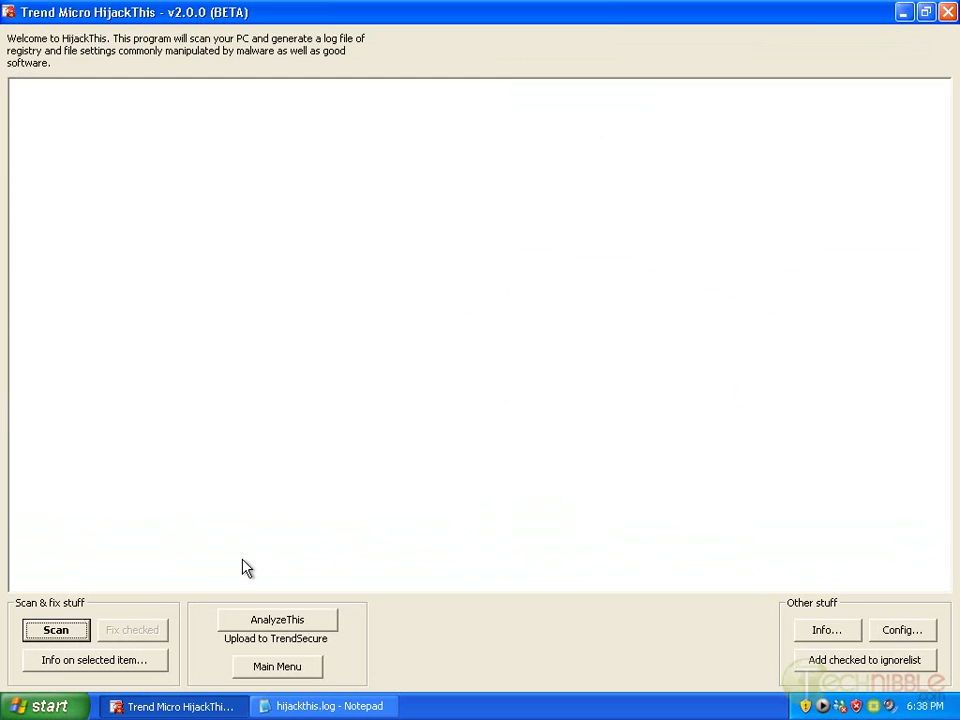 Trend Micro HijackThis - v2.0.0 (BETA)
Welcome to HijackThis. This program will scan your PC and generate a log file of
registry and file settings commonly manipulated by malware as well as good
software.
Scan & fix stuff
Scan
Fix checked
Info on selected item...
AnalyzeThis
Upload to TrendSecure
Main Menu
Other stuff
Info...
Config...
Add checked to ignorelist
TECHNIBBLE
.COM
start
Trend Micro HijackThi...
hijackthis.log - Notepad
6:38 PM